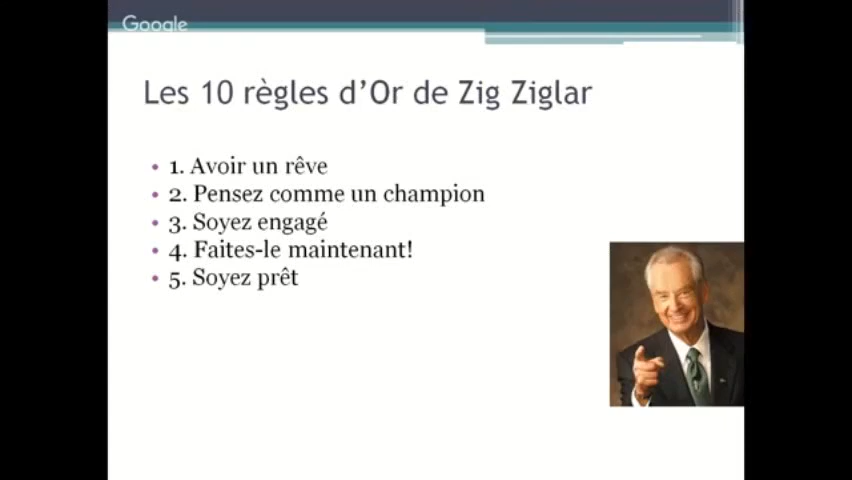 Google
Les 10 règles d’Or de Zig Ziglar
• 1. Avoir un rêve
• 2. Pensez comme un champion
• 3. Soyez engagé
• 4. Faites-le maintenant!
• 5. Soyez prêt